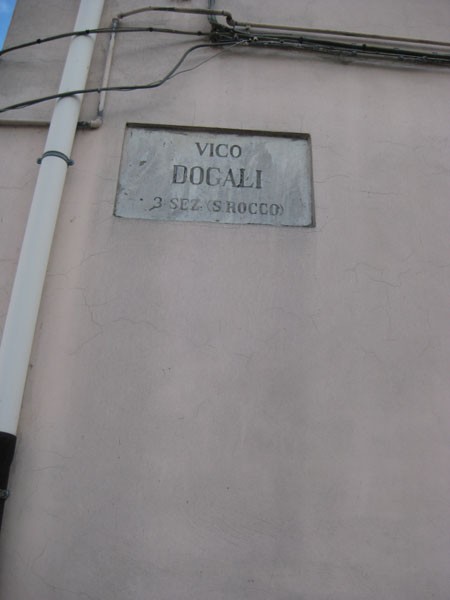 VICO
DOGALI
3 SEZ. (S. ROCCO)